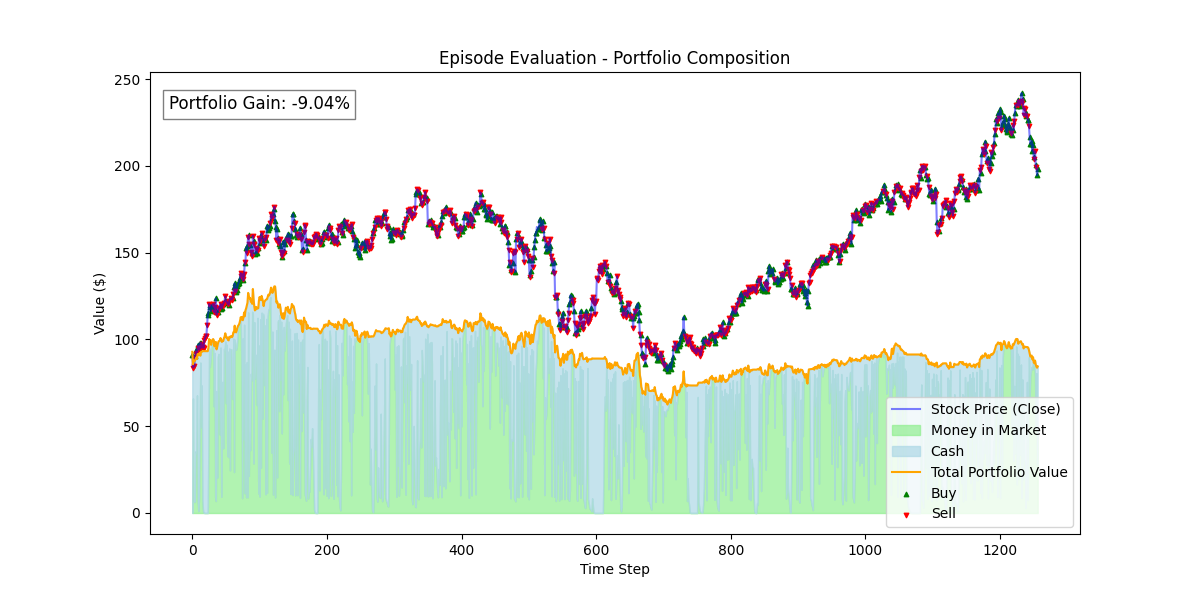 Episode Evaluation - Portfolio Composition
Portfolio Gain: -9.04%
Value ($)
250
200
150
100
50
0
0 200 400 600 800 1000 1200
Time Step
Stock Price (Close)
Money in Market
Cash
Total Portfolio Value
Buy
Sell